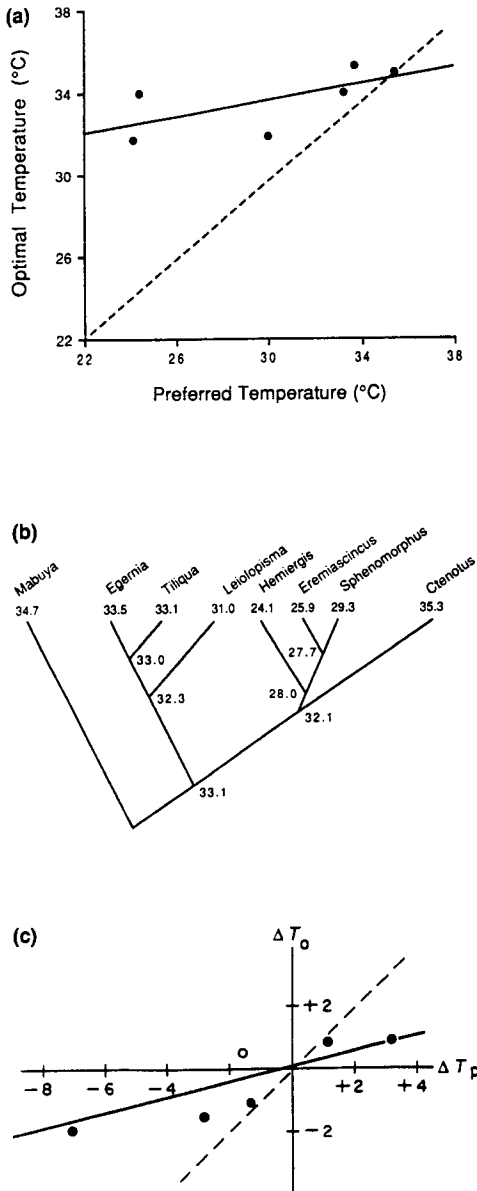 (a)
Optimal Temperature (°C)
38
34
30
26
22
22 26 30 34 38
Preferred Temperature (°C)
(b)
Mabuya Egernia Tiliqua Leiolopisma Hemiergis Eremiascincus Sphenomorphus Ctenotus
34.7 33.5 33.1 31.0 24.1 25.9 29.3 35.3
33.0 27.7
32.3 28.0
32.1
33.1
(c)
Δ To
+2
-8 -6 -4 +2 +4 Δ Tp
-2